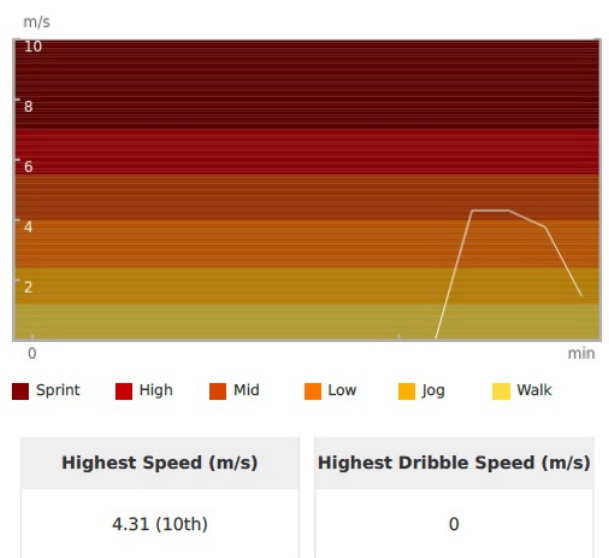 m/s
10
8
6
4
2
0 min
Sprint High Mid Low Jog Walk
Highest Speed (m/s) Highest Dribble Speed (m/s)
4.31 (10th) 0